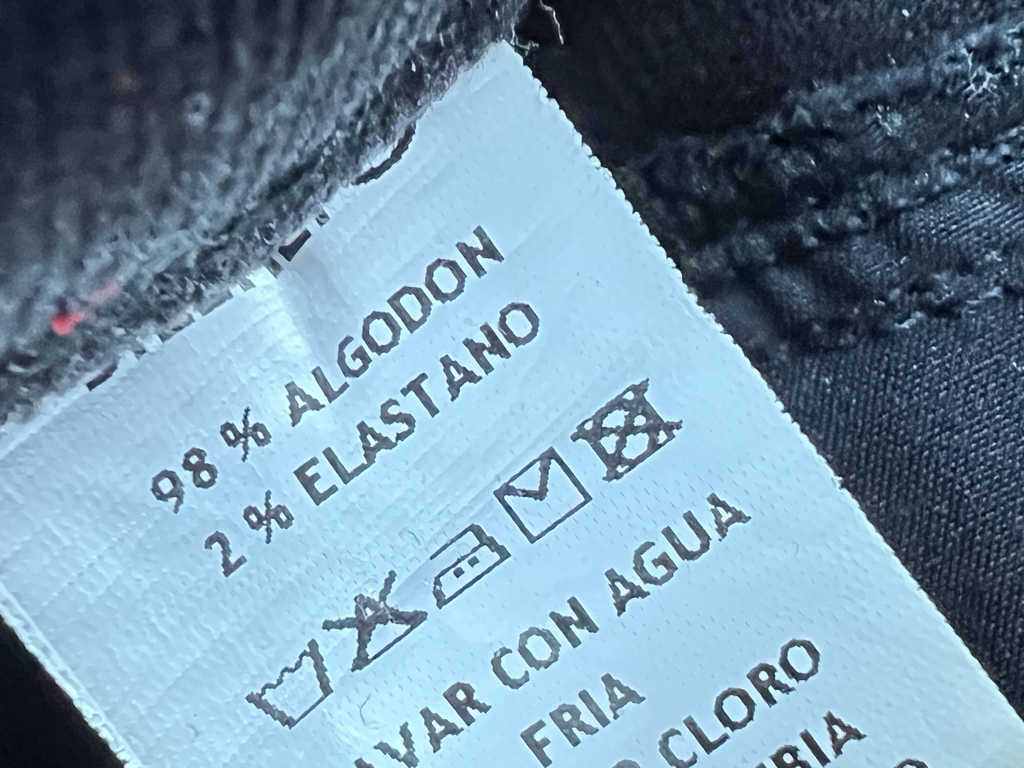 98 % ALGODON
2 % ELASTANO
CON AGUA
FRIA
CLORO